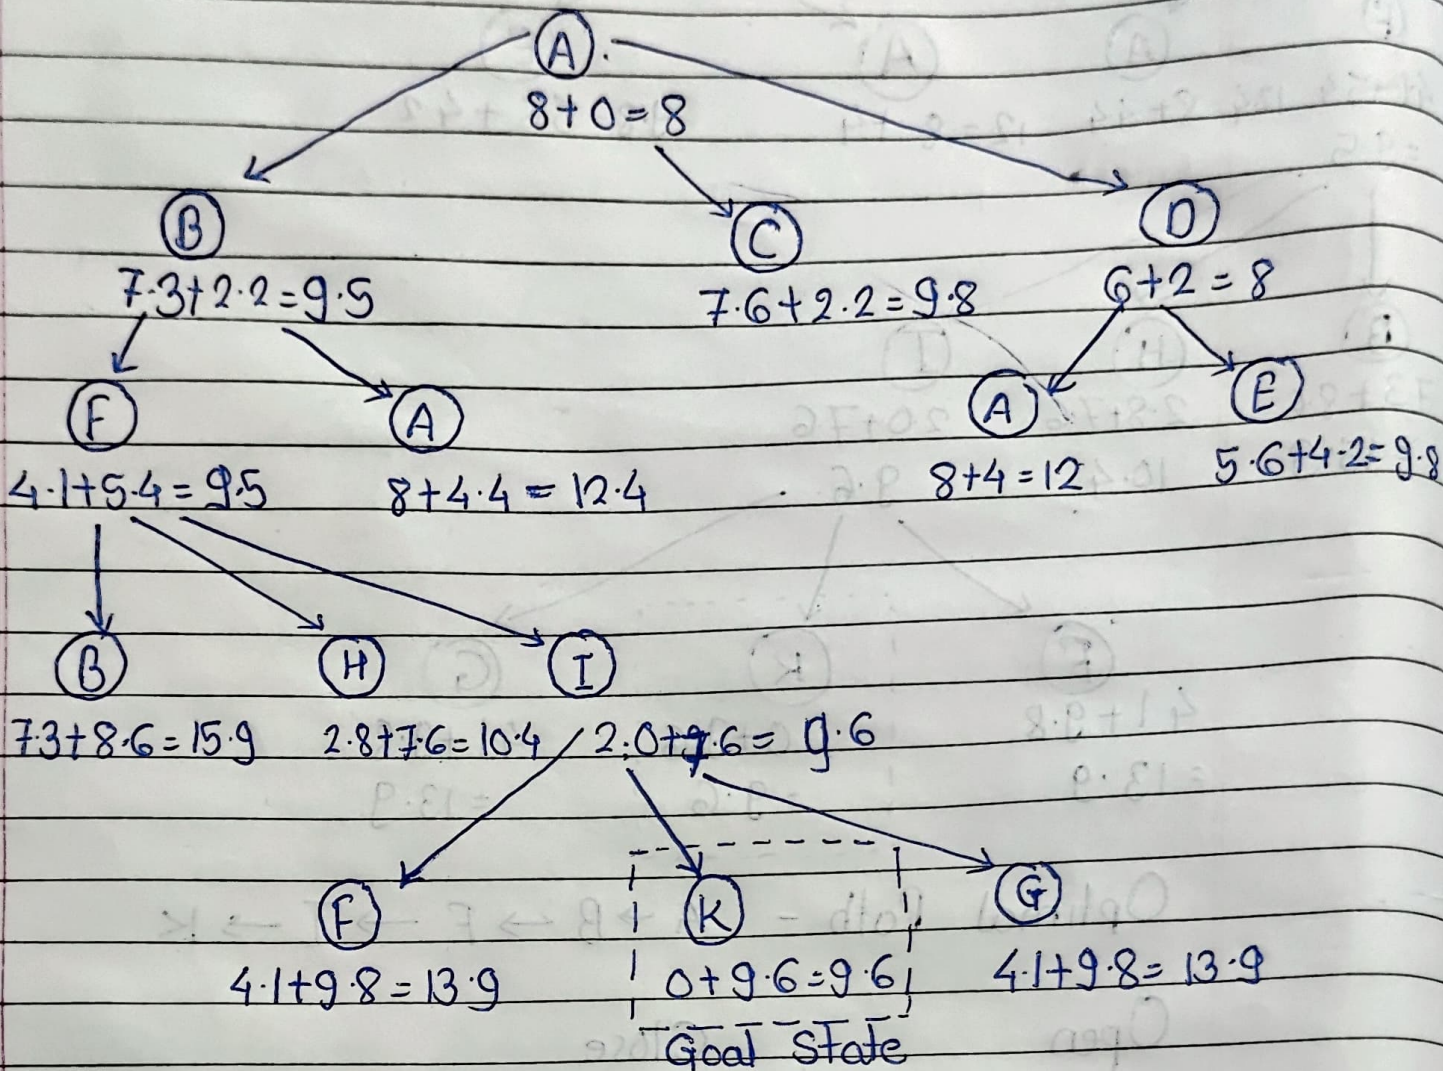 A.
8+0=8
B C D
7.3+2.2=9.5 7.6+2.2=9.8 6+2=8
F A A E
4.1+5.4=9.5 8+4.4=12.4 8+4=12 5.6+4.2=9.8
B H I
7.3+8.6=15.9 2.8+7.6=10.4 2.0+7.6=9.6
F K G
4.1+9.8=13.9 0+9.6=9.6 4.1+9.8=13.9
Goal State